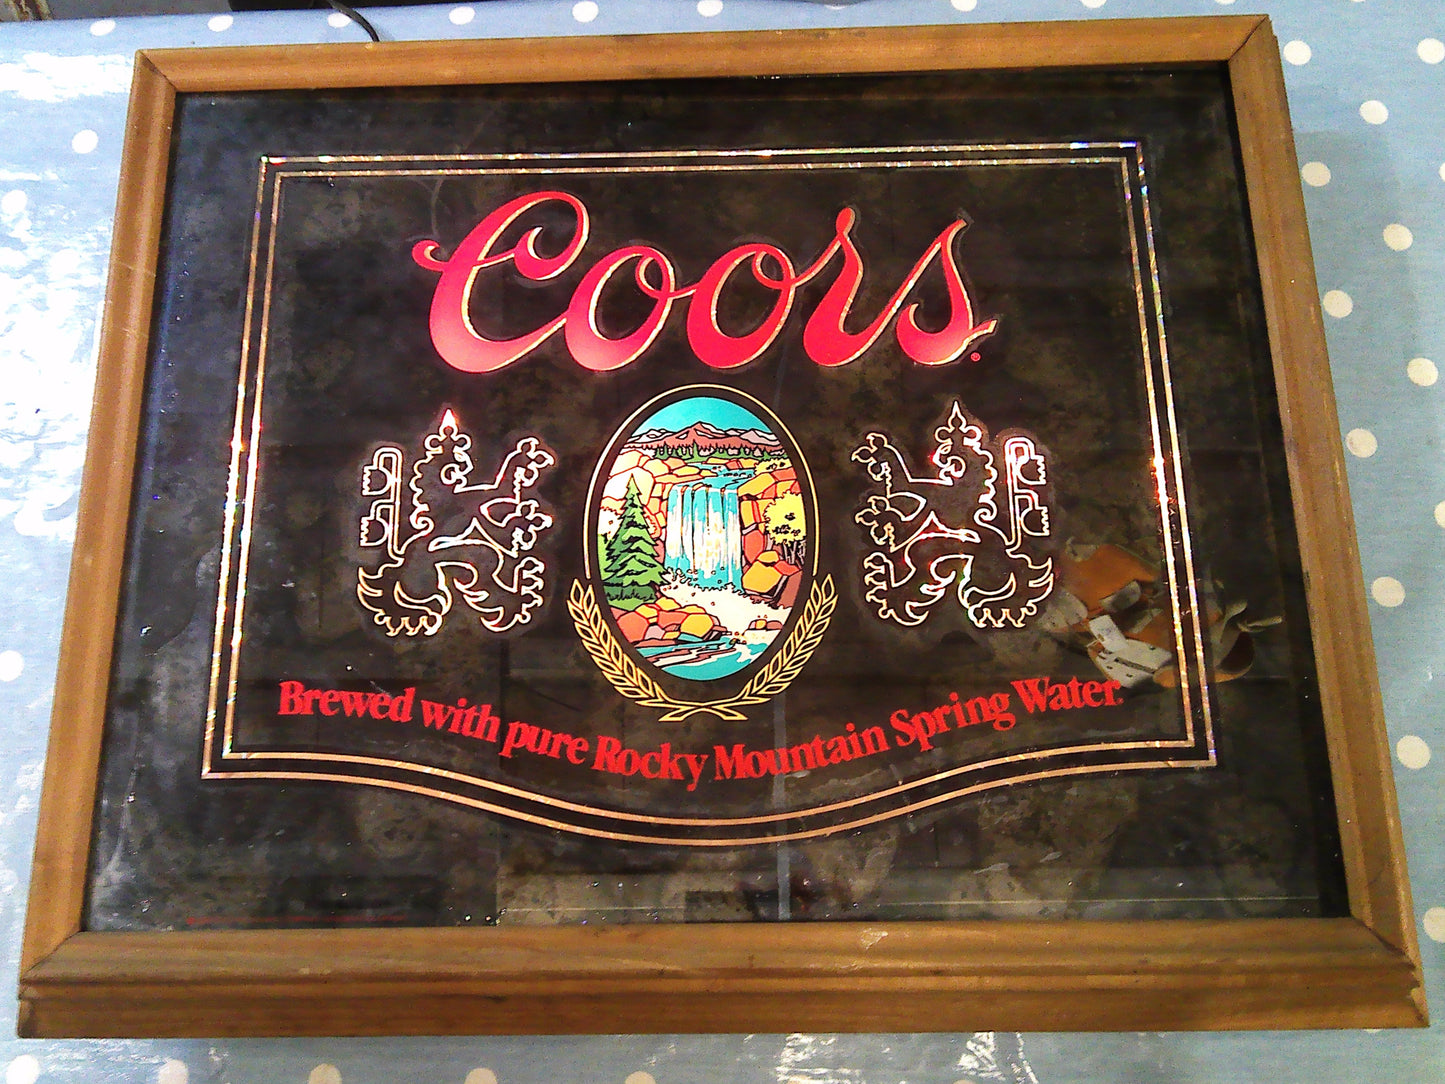 Coors®
Brewed with pure Rocky Mountain Spring Water.